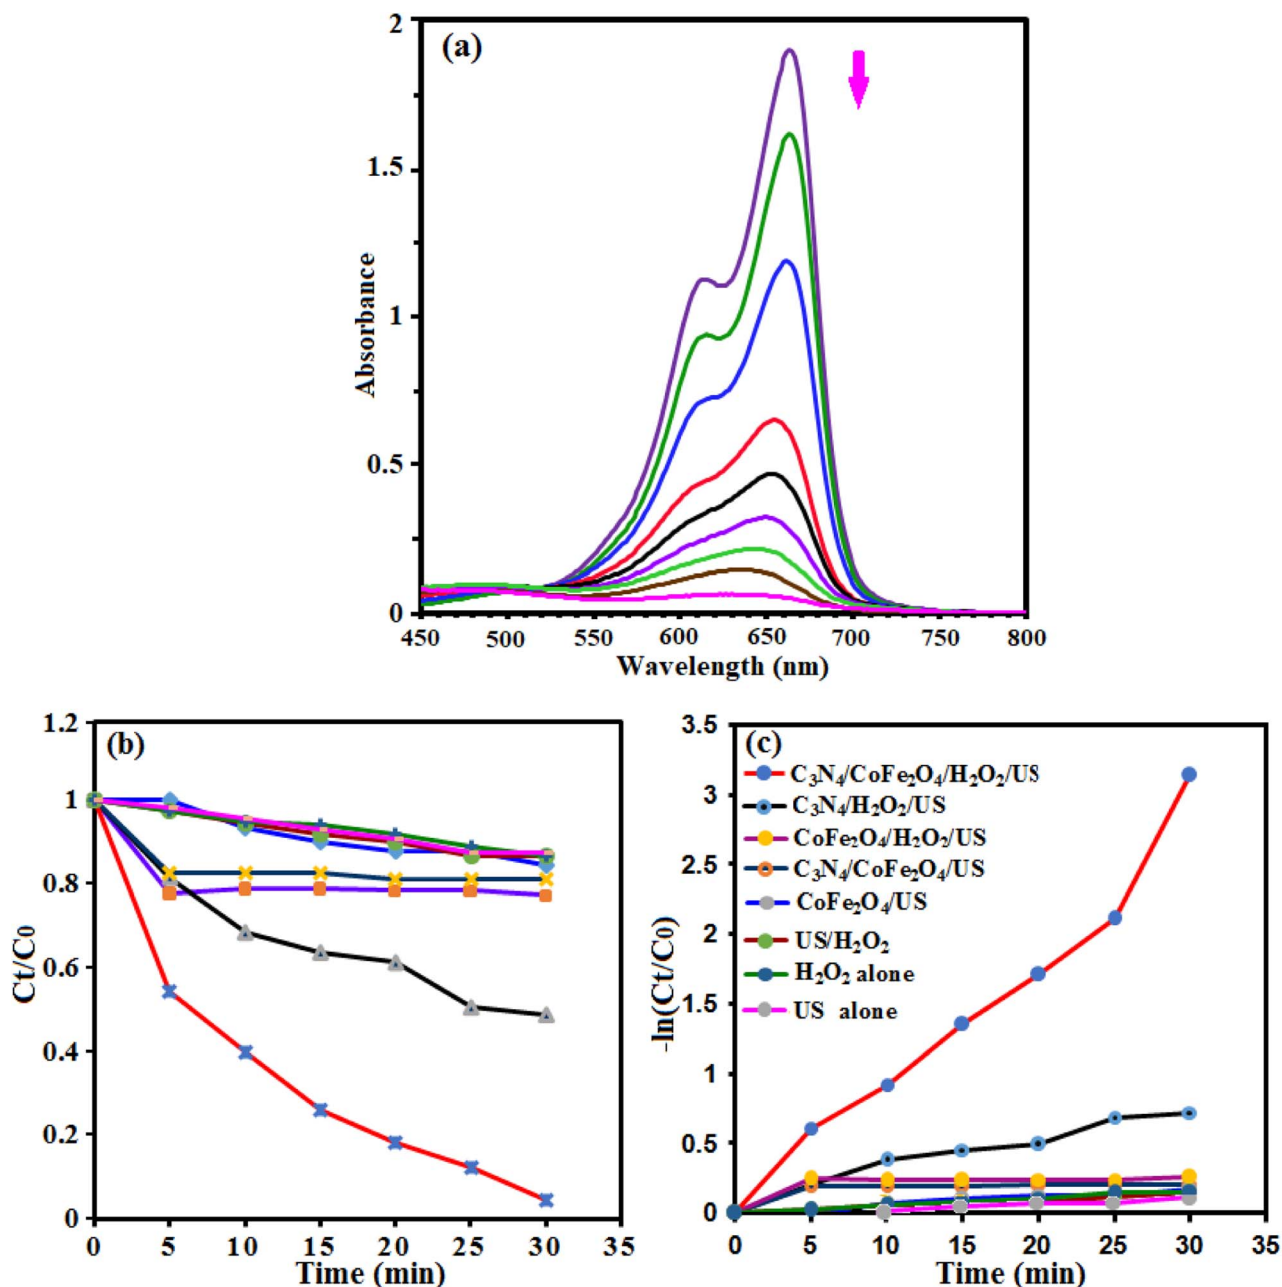 (a)
2
1.5
1
0.5
0
Absorbance
450 500 550 600 650 700 750 800
Wavelength (nm)
(b)
1.2
1
0.8
0.6
0.4
0.2
0
Ct/C0
0 5 10 15 20 25 30 35
Time (min)
(c)
3.5
3
2.5
2
1.5
1
0.5
0
-ln(Ct/C0)
C₃N₄/CoFe₂O₄/H₂O₂/US
C₃N₄/H₂O₂/US
CoFe₂O₄/H₂O₂/US
C₃N₄/CoFe₂O₄/US
CoFe₂O₄/US
US/H₂O₂
H₂O₂ alone
US alone
0 5 10 15 20 25 30 35
Time (min)